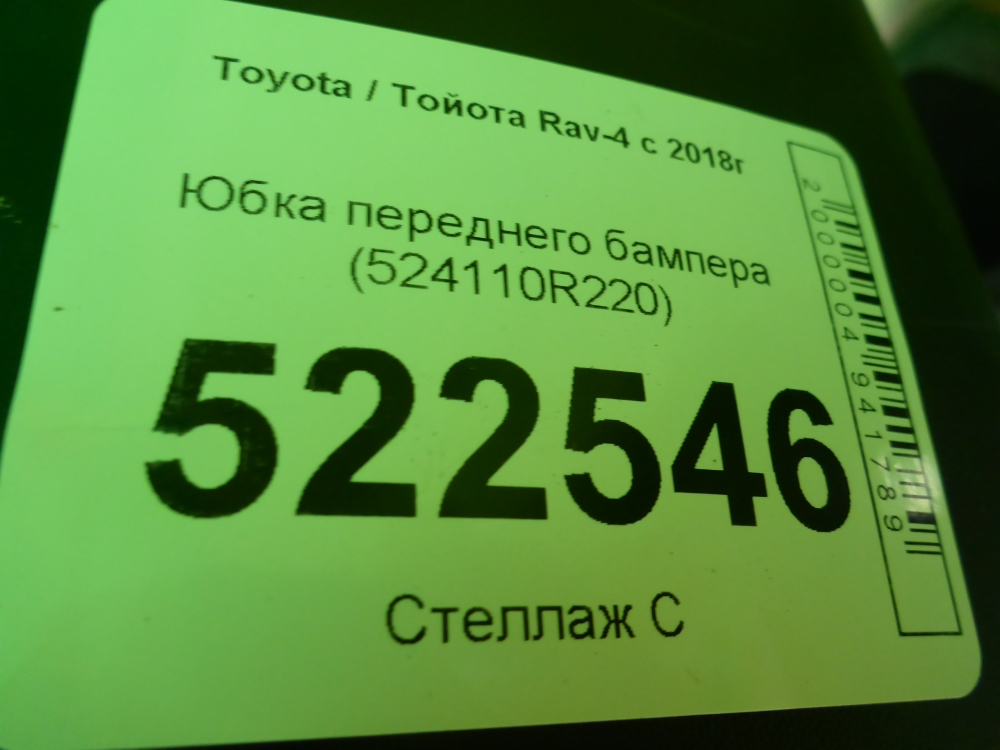 Toyota / Тойота Rav-4 с 2018г
Юбка переднего бампера
(524110R220)
522546
Стеллаж С
2000004941789